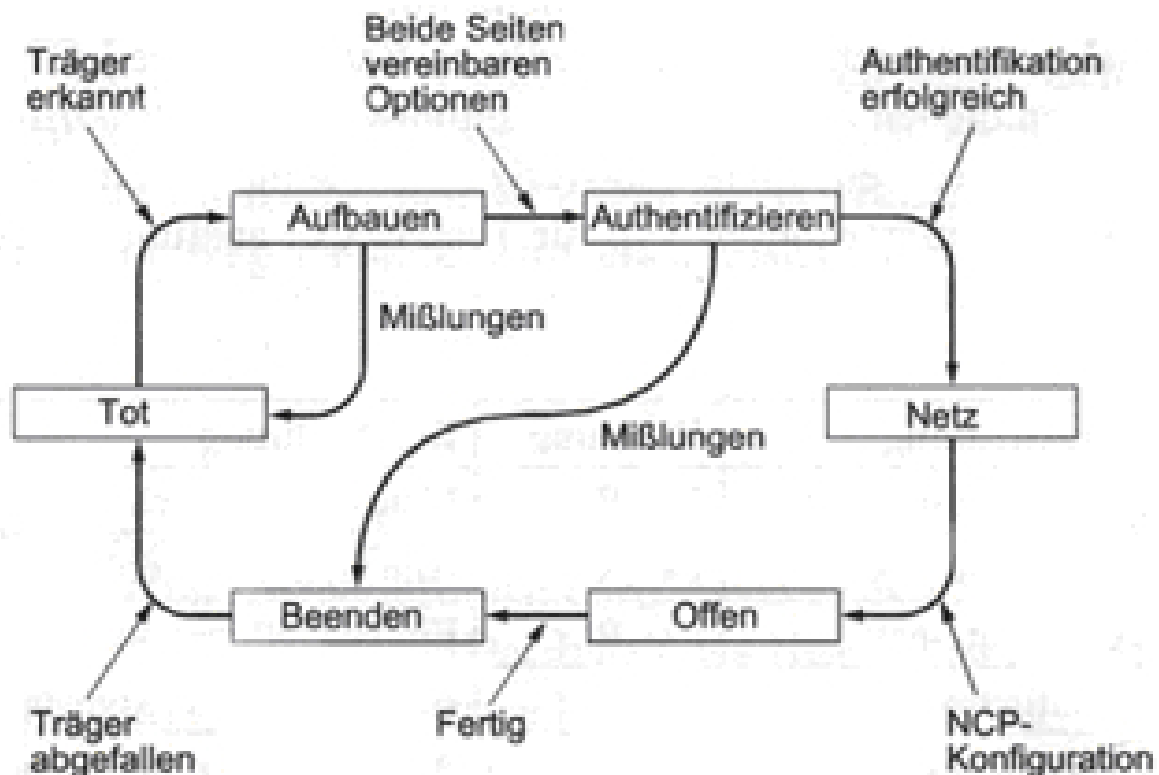 Träger
erkannt
Beide Seiten
vereinbaren
Optionen
Authentifikation
erfolgreich
Aufbauen
Authentifizieren
Mißlungen
Tot
Mißlungen
Netz
Beenden
Offen
Träger
abgefallen
Fertig
NCP-
Konfiguration